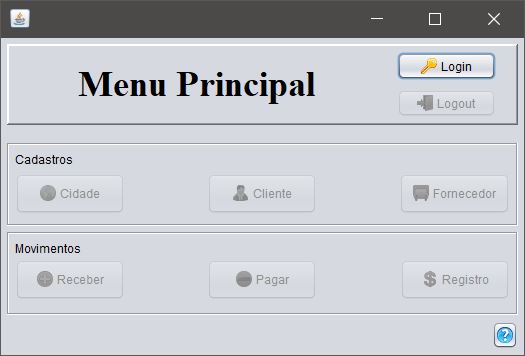 Menu Principal
Login
Logout
Cadastros
Cidade
Cliente
Fornecedor
Movimentos
Receber
Pagar
$ Registro
?